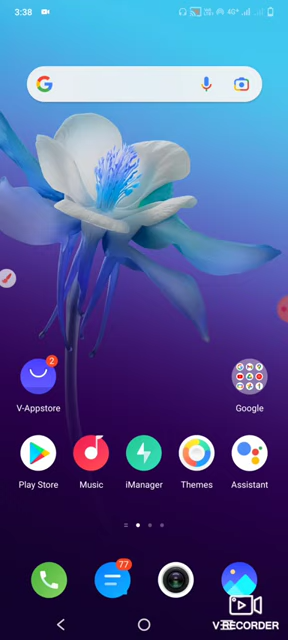 3:38
4G+
2
V-Appstore
Google
Play Store
Music
iManager
Themes
Assistant
77
V RECORDER